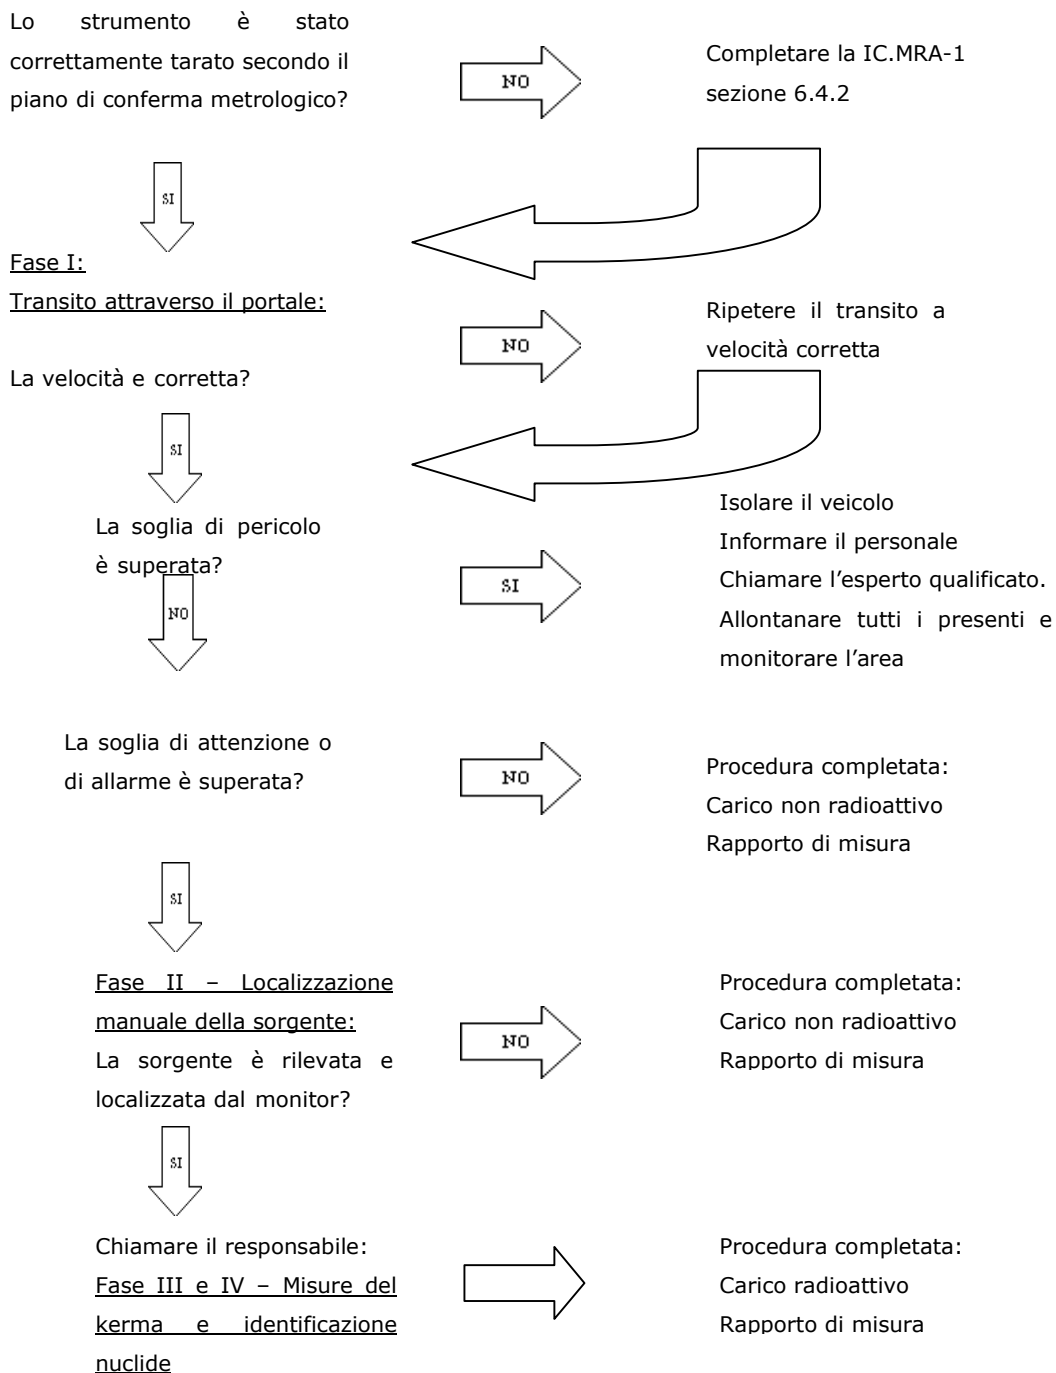 Lo strumento è stato
correttamente tarato secondo il
piano di conferma metrologico?
NO
Completare la IC.MRA-1
sezione 6.4.2
SI
Fase I:
Transito attraverso il portale:
La velocità e corretta?
NO
Ripetere il transito a
velocità corretta
SI
La soglia di pericolo
è superata?
SI
Isolare il veicolo
Informare il personale
Chiamare l'esperto qualificato.
Allontanare tutti i presenti e
monitorare l'area
NO
La soglia di attenzione o
di allarme è superata?
NO
Procedura completata:
Carico non radioattivo
Rapporto di misura
SI
Fase II – Localizzazione
manuale della sorgente:
La sorgente è rilevata e
localizzata dal monitor?
NO
Procedura completata:
Carico non radioattivo
Rapporto di misura
SI
Chiamare il responsabile:
Fase III e IV – Misure del
kerma e identificazione
nuclide
Procedura completata:
Carico radioattivo
Rapporto di misura